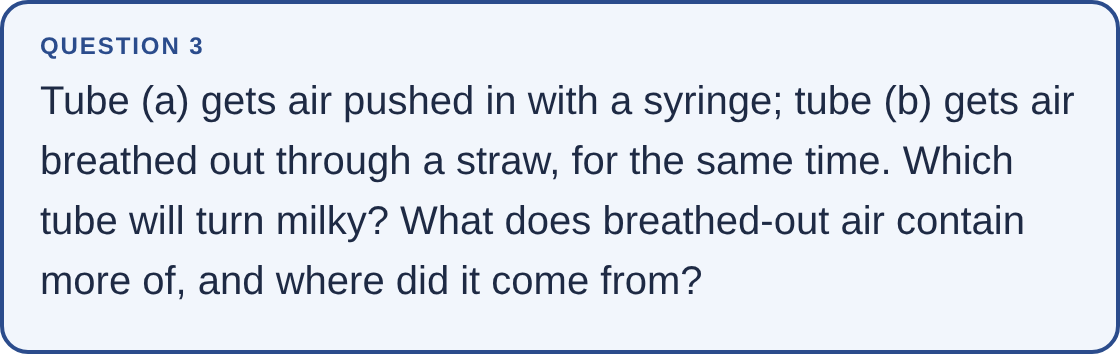 QUESTION 3
Tube (a) gets air pushed in with a syringe; tube (b) gets air
breathed out through a straw, for the same time. Which
tube will turn milky? What does breathed-out air contain
more of, and where did it come from?